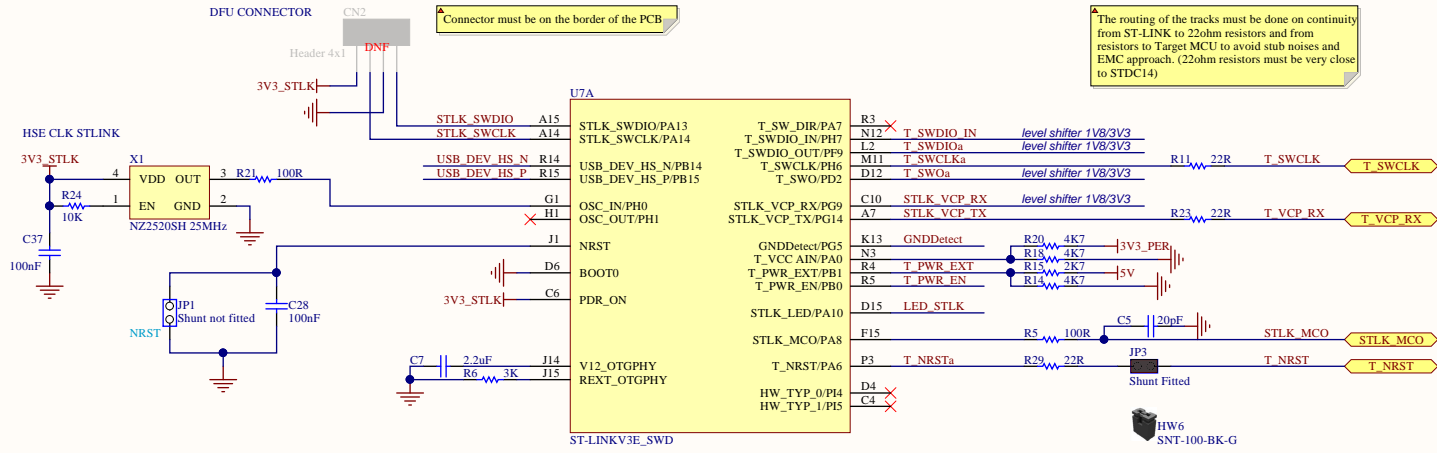 DFU CONNECTOR
CN2
Header 4x1
DNF
Connector must be on the border of the PCB
The routing of the tracks must be done on continuity
from ST-LINK to 22ohm resistors and from
resistors to Target MCU to avoid stub noises and
EMC approach. (22ohm resistors must be very close
to STDC14)
3V3_STLK
HSE CLK STLINK
3V3_STLK
X1
4 VDD OUT 3
1 EN GND 2
NZ2520SH 25MHz
R24
10K
C37
100nF
R21 100R
JP1
Shunt not fitted
NRST
C28
100nF
U7A
STLK_SWDIO A15 STLK_SWDIO/PA13
STLK_SWCLK A14 STLK_SWCLK/PA14
USB_DEV_HS_N R14 USB_DEV_HS_N/PB14
USB_DEV_HS_P R15 USB_DEV_HS_P/PB15
G1 OSC_IN/PH0
H1 OSC_OUT/PH1
J1 NRST
D6 BOOT0
3V3_STLK C6 PDR_ON
C7 2.2uF J14 V12_OTGPHY
R6 3K J15 REXT_OTGPHY
T_SW_DIR/PA7 R3
T_SWDIO_IN/PH7 N12 T_SWDIO_IN level shifter 1V8/3V3
T_SWDIO_OUT/PF9 L2 T_SWDIOa level shifter 1V8/3V3
T_SWCLK/PH6 M11 T_SWCLKa R11 22R T_SWCLK T_SWCLK
T_SWO/PD2 D12 T_SWOa level shifter 1V8/3V3
STLK_VCP_RX/PG9 C10 STLK_VCP_RX level shifter 1V8/3V3
STLK_VCP_TX/PG14 A7 STLK_VCP_TX R23 22R T_VCP_RX T_VCP_RX
GNDDetect/PG5 K13 GNDDetect R20 4K7 3V3_PER
T_VCC AIN/PA0 N3 R18 4K7
T_PWR_EXT/PB1 R4 T_PWR_EXT R15 2K7 5V
T_PWR_EN/PB0 R5 T_PWR_EN R14 4K7
STLK_LED/PA10 D15 LED_STLK
C5 20pF
STLK_MCO/PA8 F15 R5 100R STLK_MCO STLK_MCO
T_NRST/PA6 P3 T_NRSTa R29 22R JP3 T_NRST T_NRST
Shunt Fitted
HW_TYP_0/PI4 D4
HW_TYP_1/PI5 C4
HW6
SNT-100-BK-G
ST-LINKV3E_SWD